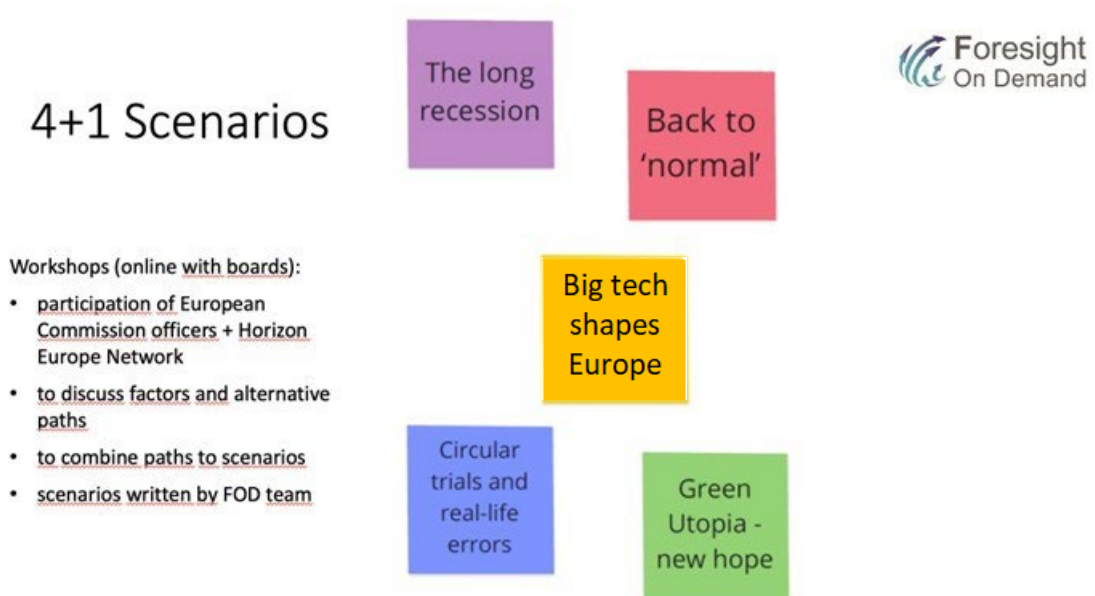 4+1 Scenarios
Workshops (online with boards):
• participation of European
Commission officers + Horizon
Europe Network
• to discuss factors and alternative
paths
• to combine paths to scenarios
• scenarios written by FOD team
The long
recession
Back to
‘normal’
Big tech
shapes
Europe
Circular
trials and
real-life
errors
Green
Utopia -
new hope
Foresight
On Demand